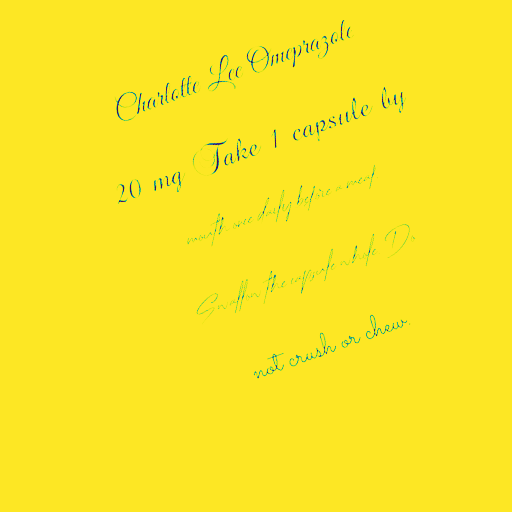 Charlotte Lee Omeprazole
20 mg Take 1 capsule by
mouth once daily before a meal
Swallow the capsule whole Do
not crush or chew.